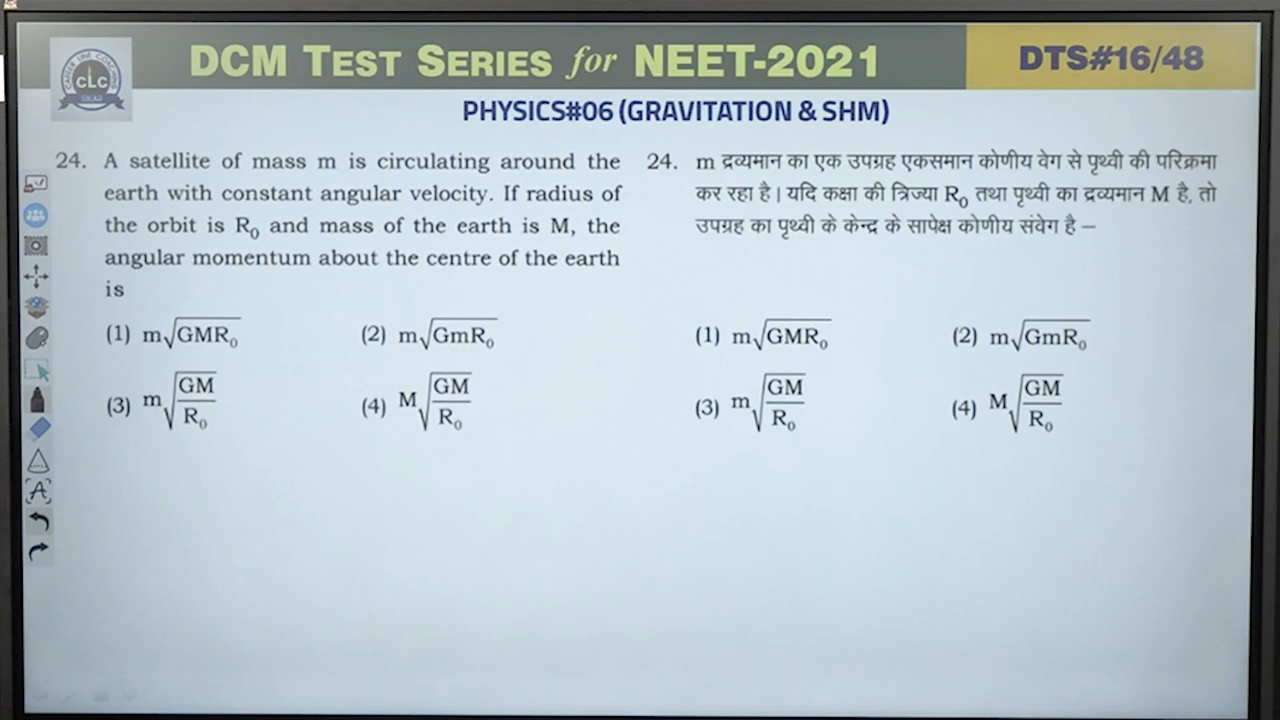 DCM TEST SERIES for NEET-2021
DTS#16/48
CLC
PHYSICS#06 (GRAVITATION & SHM)
24. A satellite of mass m is circulating around the
earth with constant angular velocity. If radius of
the orbit is R₀ and mass of the earth is M, the
angular momentum about the centre of the earth
is
(1) m√GMR₀ (2) m√GmR₀
(3) m√(GM/R₀) (4) M√(GM/R₀)
24. m द्रव्यमान का एक उपग्रह एकसमान कोणीय वेग से पृथ्वी की परिक्रमा
कर रहा है। यदि कक्षा की त्रिज्या R₀ तथा पृथ्वी का द्रव्यमान M है, तो
उपग्रह का पृथ्वी के केन्द्र के सापेक्ष कोणीय संवेग है –
(1) m√GMR₀ (2) m√GmR₀
(3) m√(GM/R₀) (4) M√(GM/R₀)